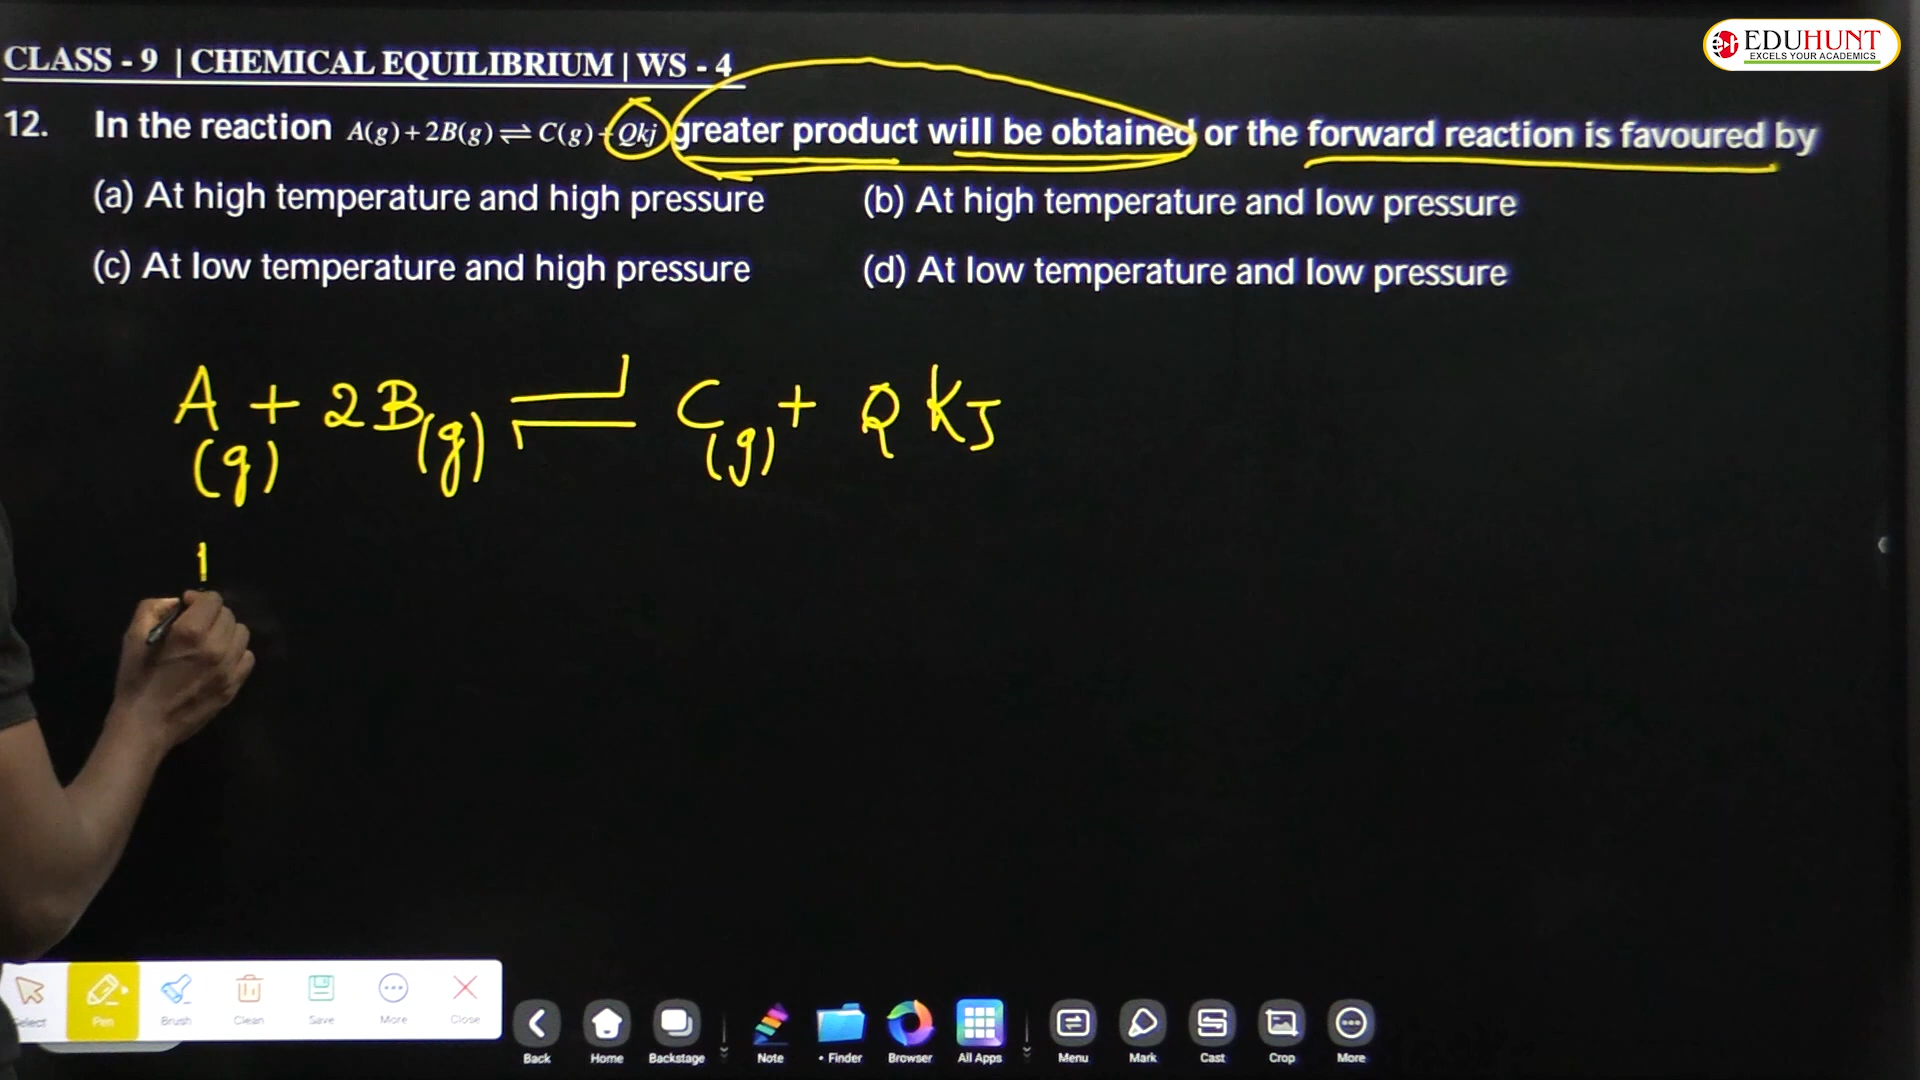 EDUHUNT
EXCELS YOUR ACADEMICS
CLASS - 9 | CHEMICAL EQUILIBRIUM | WS - 4
12. In the reaction A(g)+2B(g)⇌C(g)+Qkj greater product will be obtained or the forward reaction is favoured by
(a) At high temperature and high pressure (b) At high temperature and low pressure
(c) At low temperature and high pressure (d) At low temperature and low pressure
A(g) + 2B(g) ⇌ C(g) + Q KJ
1
Select Pen Brush Clean Save More Close
Back Home Backstage Note • Finder Browser All Apps Menu Mark Cast Crop More